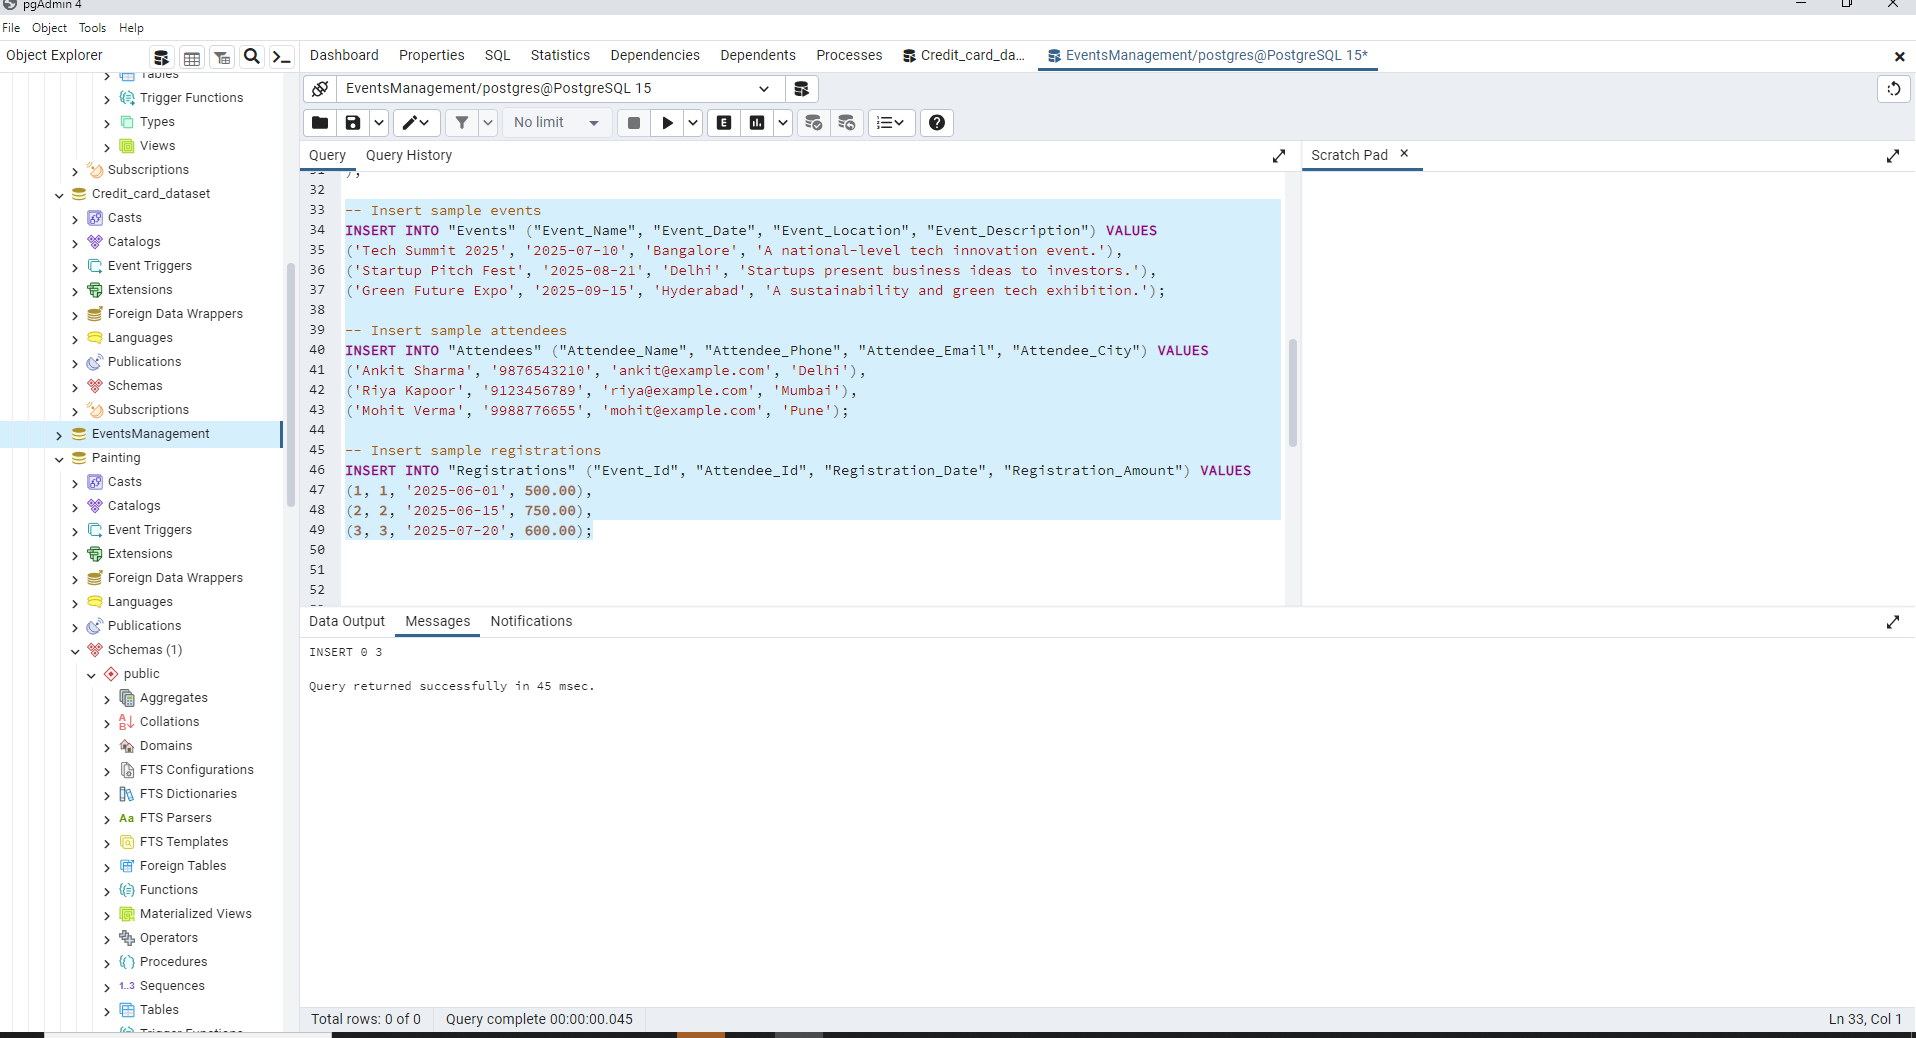 pgAdmin 4
File Object Tools Help
Object Explorer
Dashboard Properties SQL Statistics Dependencies Dependents Processes Credit_card_da... EventsManagement/postgres@PostgreSQL 15*
Tables
Trigger Functions
Types
Views
Subscriptions
Credit_card_dataset
Casts
Catalogs
Event Triggers
Extensions
Foreign Data Wrappers
Languages
Publications
Schemas
Subscriptions
EventsManagement
Painting
Casts
Catalogs
Event Triggers
Extensions
Foreign Data Wrappers
Languages
Publications
Schemas (1)
public
Aggregates
Collations
Domains
FTS Configurations
FTS Dictionaries
Aa FTS Parsers
FTS Templates
Foreign Tables
Functions
Materialized Views
Operators
Procedures
1..3 Sequences
Tables
Trigger Functions
EventsManagement/postgres@PostgreSQL 15
No limit
E
Query Query History
Scratch Pad
31 );
32
33 -- Insert sample events
34 INSERT INTO "Events" ("Event_Name", "Event_Date", "Event_Location", "Event_Description") VALUES
35 ('Tech Summit 2025', '2025-07-10', 'Bangalore', 'A national-level tech innovation event.'),
36 ('Startup Pitch Fest', '2025-08-21', 'Delhi', 'Startups present business ideas to investors.'),
37 ('Green Future Expo', '2025-09-15', 'Hyderabad', 'A sustainability and green tech exhibition.');
38
39 -- Insert sample attendees
40 INSERT INTO "Attendees" ("Attendee_Name", "Attendee_Phone", "Attendee_Email", "Attendee_City") VALUES
41 ('Ankit Sharma', '9876543210', 'ankit@example.com', 'Delhi'),
42 ('Riya Kapoor', '9123456789', 'riya@example.com', 'Mumbai'),
43 ('Mohit Verma', '9988776655', 'mohit@example.com', 'Pune');
44
45 -- Insert sample registrations
46 INSERT INTO "Registrations" ("Event_Id", "Attendee_Id", "Registration_Date", "Registration_Amount") VALUES
47 (1, 1, '2025-06-01', 500.00),
48 (2, 2, '2025-06-15', 750.00),
49 (3, 3, '2025-07-20', 600.00);
50
51
52
Data Output Messages Notifications
INSERT 0 3
Query returned successfully in 45 msec.
Total rows: 0 of 0 Query complete 00:00:00.045
Ln 33, Col 1